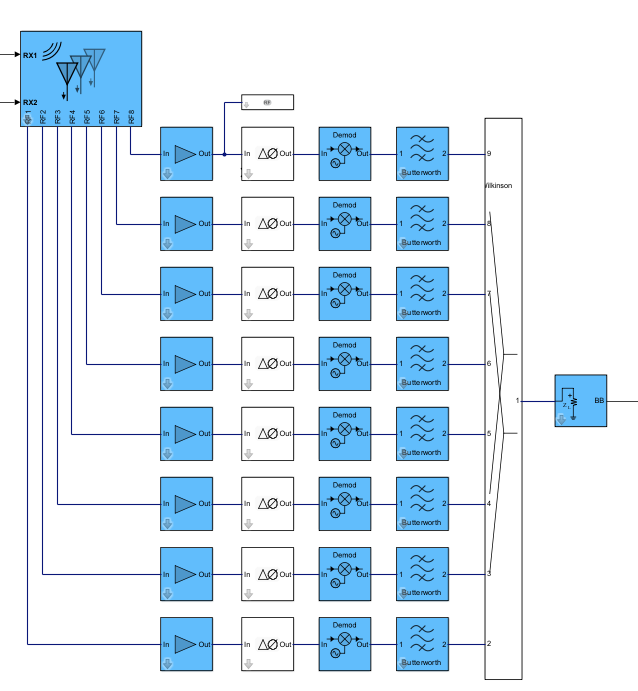 RX1
RX2
RF2
RF3
RF4
RF5
RF6
RF7
RF8
In Out In Out In Demod Out 1 Butterworth 2 9
Wilkinson
In Out In Out In Demod Out 1 Butterworth 2 8
In Out In Out In Demod Out 1 Butterworth 2 7
In Out In Out In Demod Out 1 Butterworth 2 6
1 Z L + BB
In Out In Out In Demod Out 1 Butterworth 2 5
In Out In Out In Demod Out 1 Butterworth 2 4
In Out In Out In Demod Out 1 Butterworth 2 3
In Out In Out In Demod Out 1 Butterworth 2 2